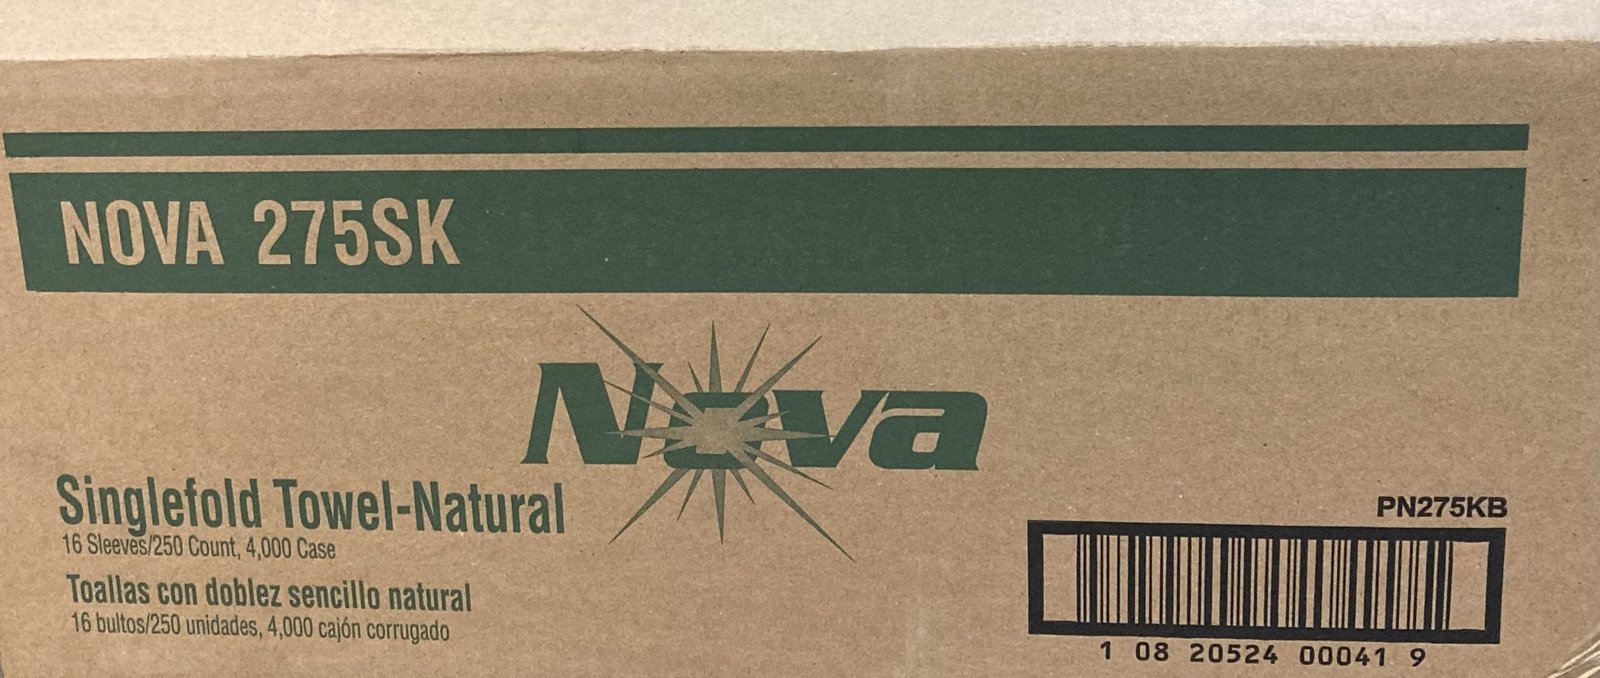 NOVA 275SK
Nova
Singlefold Towel-Natural
16 Sleeves/250 Count, 4,000 Case
Toallas con doblez sencillo natural
16 bultos/250 unidades, 4,000 cajón corrugado
PN275KB
1 08 20524 00041 9